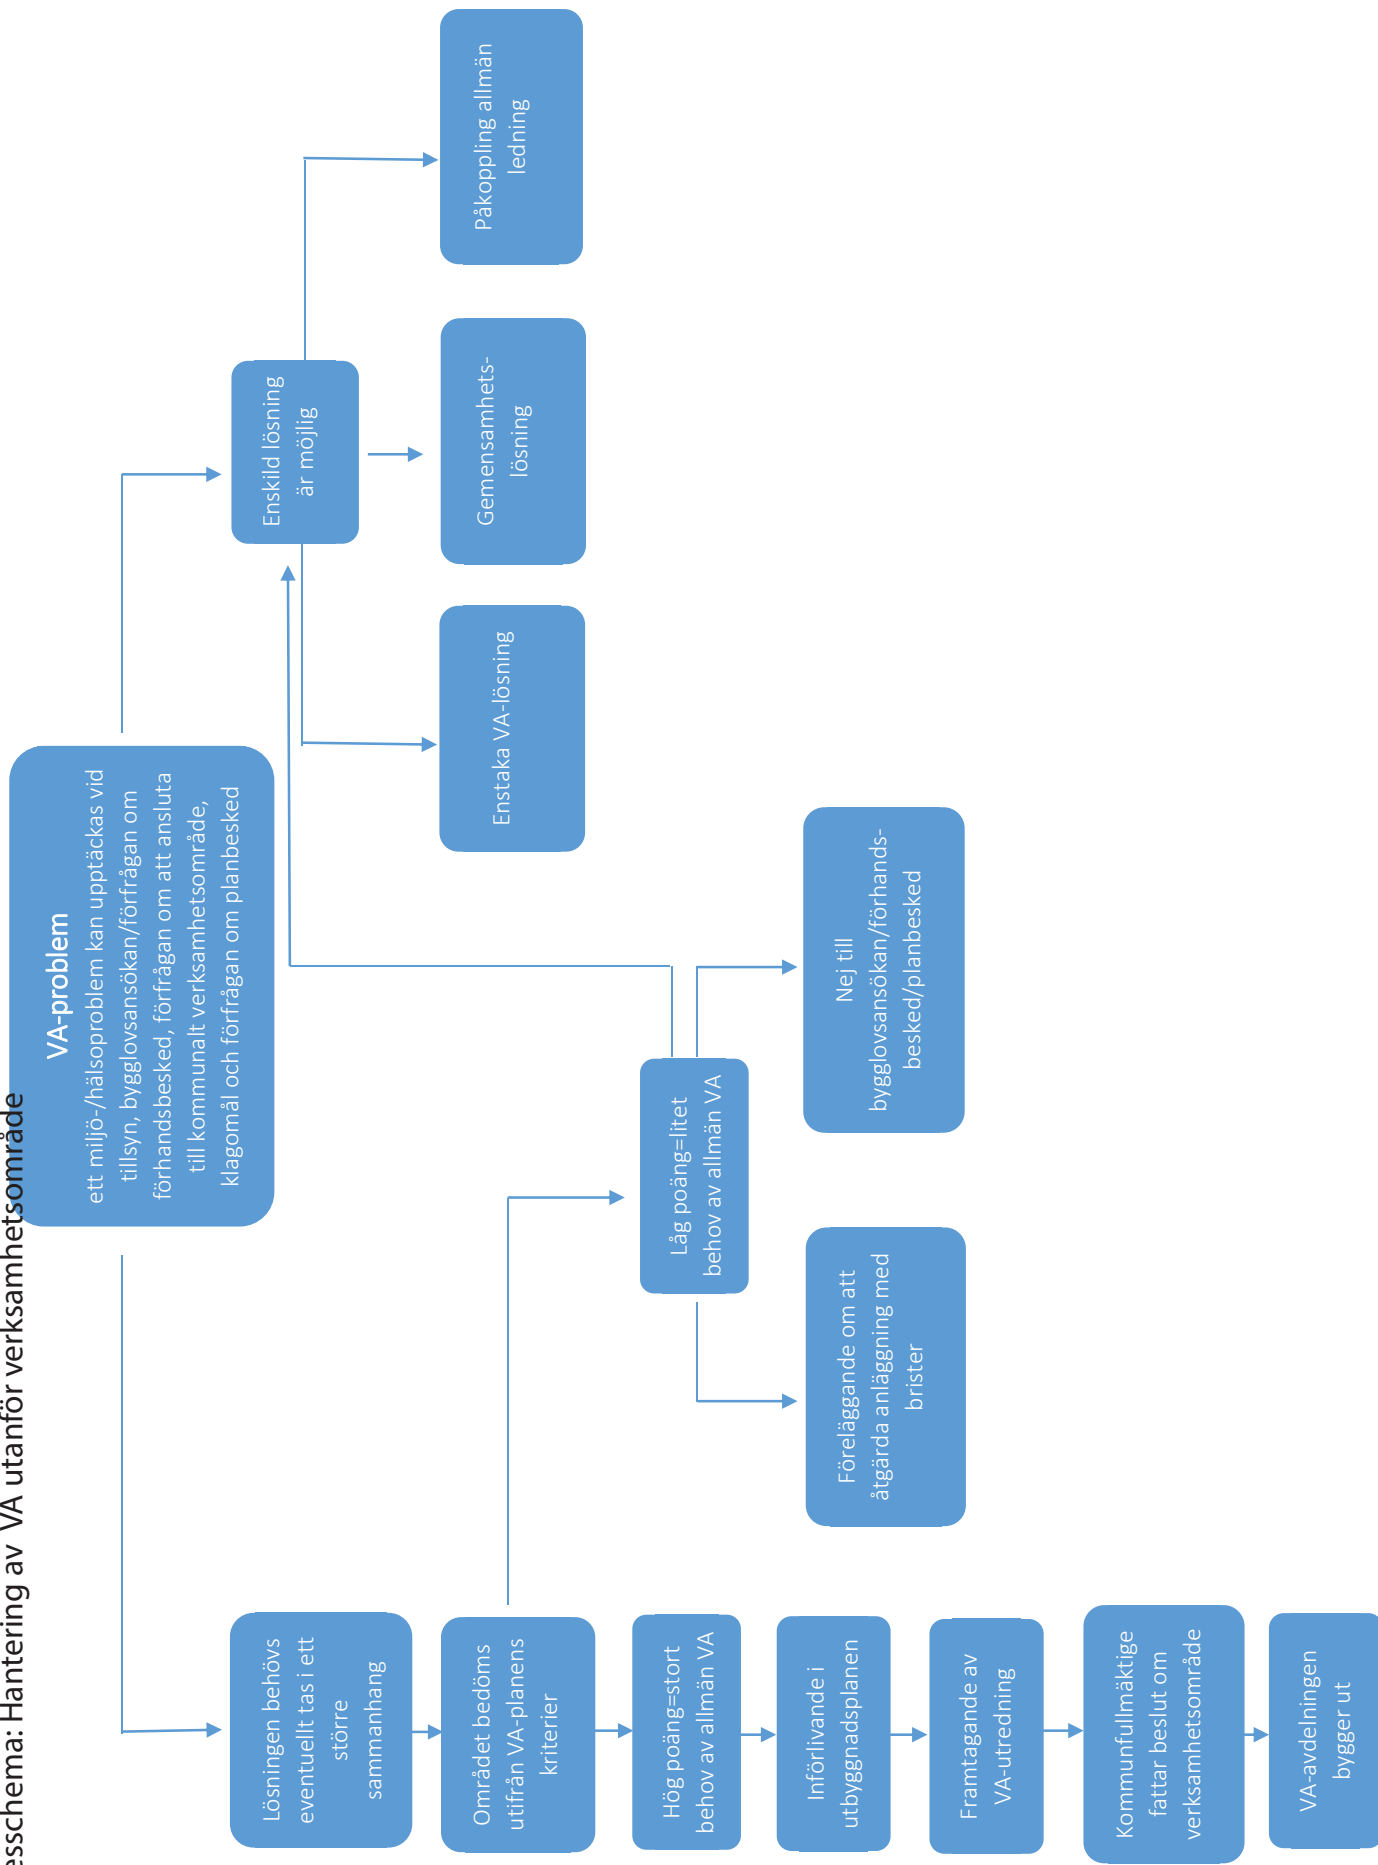 esschema: Hantering av VA utanför verksamhetsområde
VA-problem
ett miljö-/hälsoproblem kan upptäckas vid
tillsyn, bygglovsansökan/förfrågan om
förhandsbesked, förfrågan om att ansluta
till kommunalt verksamhetsområde,
klagomål och förfrågan om planbesked
Lösningen behövs
eventuellt tas i ett
större
sammanhang
Enskild lösning
är möjlig
Området bedöms
utifrån VA-planens
kriterier
Enstaka VA-lösning
Gemensamhets-
lösning
Påkoppling allmän
ledning
Hög poäng=stort
behov av allmän VA
Låg poäng=litet
behov av allmän VA
Införlivande i
utbyggnadsplanen
Föreläggande om att
åtgärda anläggning med
brister
Nej till
bygglovsansökan/förhands-
besked/planbesked
Framtagande av
VA-utredning
Kommunfullmäktige
fattar beslut om
verksamhetsområde
VA-avdelningen
bygger ut